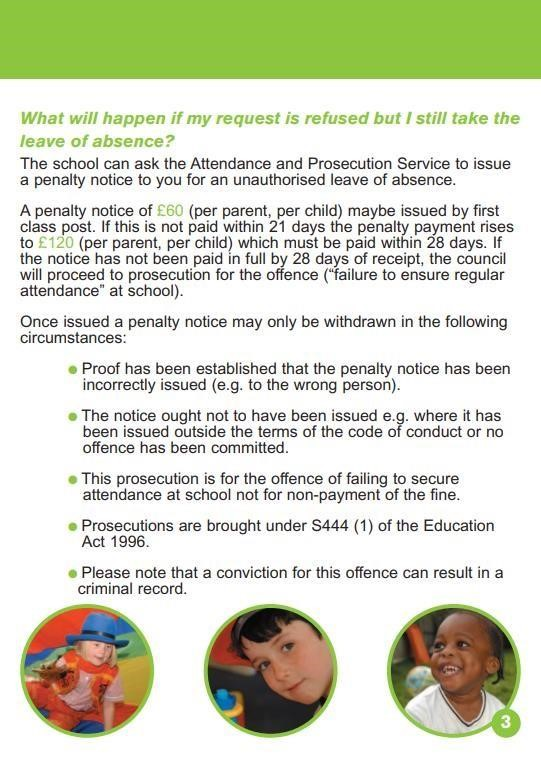 What will happen if my request is refused but I still take the
leave of absence?
The school can ask the Attendance and Prosecution Service to issue
a penalty notice to you for an unauthorised leave of absence.
A penalty notice of £60 (per parent, per child) maybe issued by first
class post. If this is not paid within 21 days the penalty payment rises
to £120 (per parent, per child) which must be paid within 28 days. If
the notice has not been paid in full by 28 days of receipt, the council
will proceed to prosecution for the offence (“failure to ensure regular
attendance” at school).
Once issued a penalty notice may only be withdrawn in the following
circumstances:
● Proof has been established that the penalty notice has been
incorrectly issued (e.g. to the wrong person).
● The notice ought not to have been issued e.g. where it has
been issued outside the terms of the code of conduct or no
offence has been committed.
● This prosecution is for the offence of failing to secure
attendance at school not for non-payment of the fine.
● Prosecutions are brought under S444 (1) of the Education
Act 1996.
● Please note that a conviction for this offence can result in a
criminal record.
3